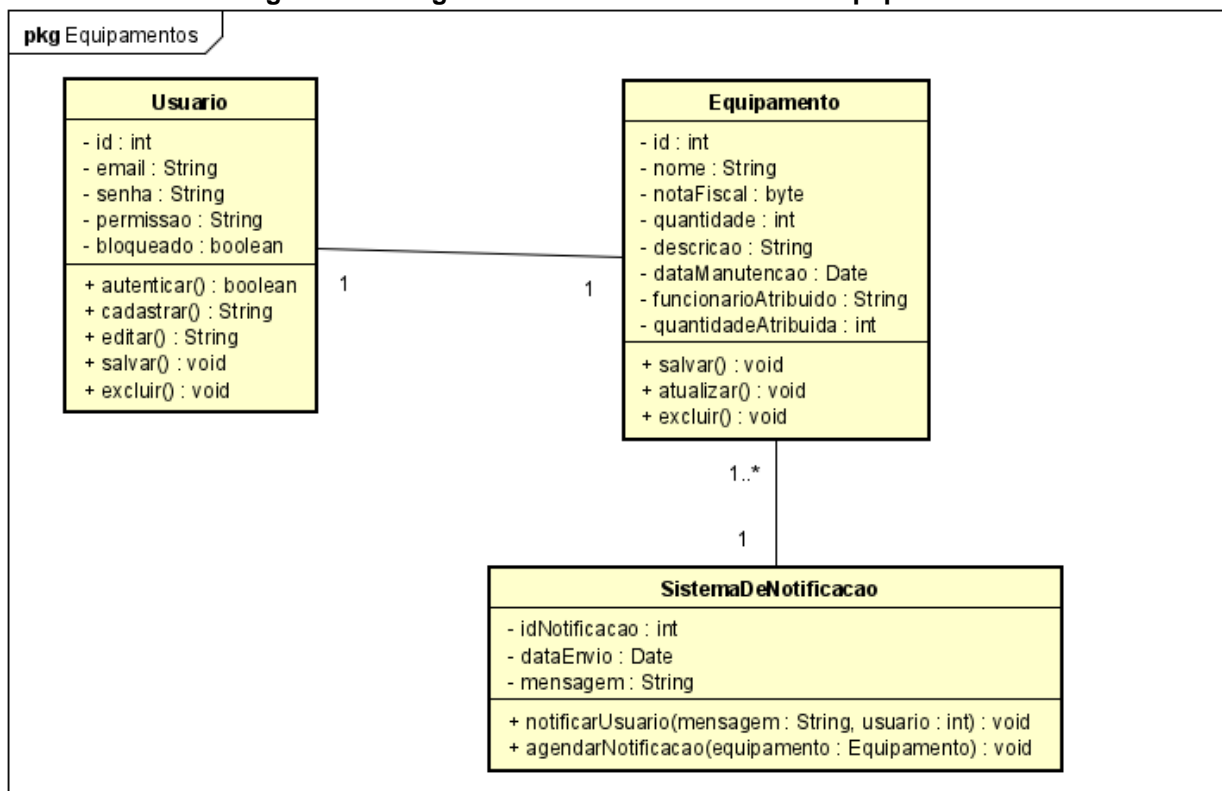 pkg Equipamentos
Usuario
- id : int
- email : String
- senha : String
- permissao : String
- bloqueado : boolean
+ autenticar() : boolean
+ cadastrar() : String
+ editar() : String
+ salvar() : void
+ excluir() : void
1
1
Equipamento
- id : int
- nome : String
- notaFiscal : byte
- quantidade : int
- descricao : String
- dataManutencao : Date
- funcionarioAtribuido : String
- quantidadeAtribuida : int
+ salvar() : void
+ atualizar() : void
+ excluir() : void
1..*
1
SistemaDeNotificacao
- idNotificacao : int
- dataEnvio : Date
- mensagem : String
+ notificarUsuario(mensagem : String, usuario : int) : void
+ agendarNotificacao(equipamento : Equipamento) : void